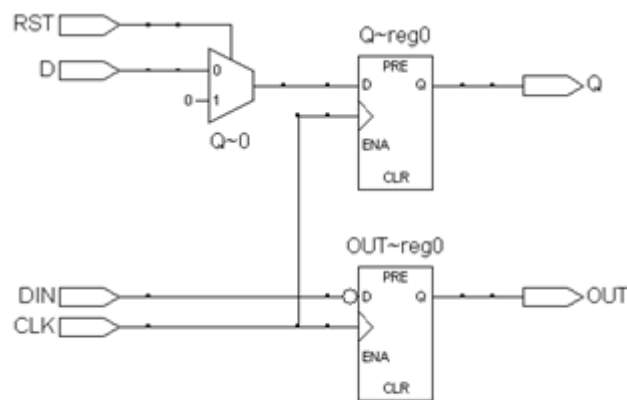 RST
Q~reg0
D
0
PRE
D
Q
Q
0
1
Q~0
ENA
CLR
OUT~reg0
PRE
DIN
D
Q
OUT
CLK
ENA
CLR